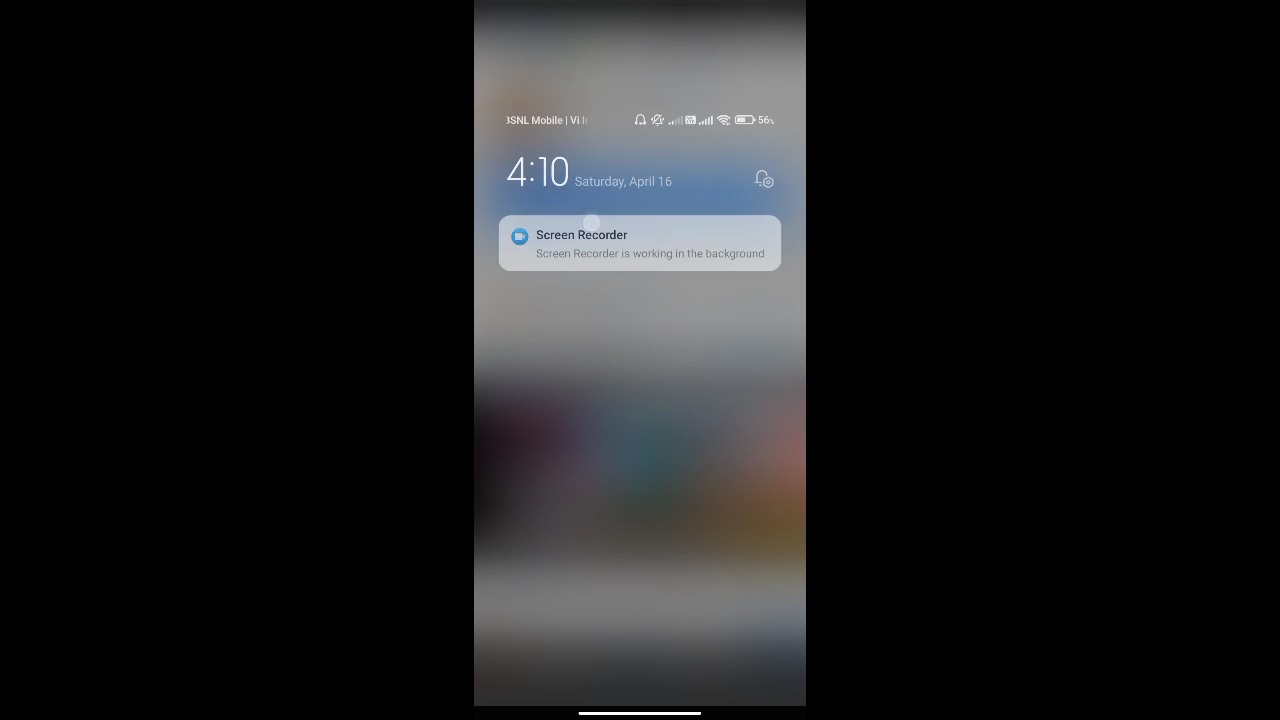 BSNL Mobile | Vi
56%
4:10 Saturday, April 16
Screen Recorder
Screen Recorder is working in the background